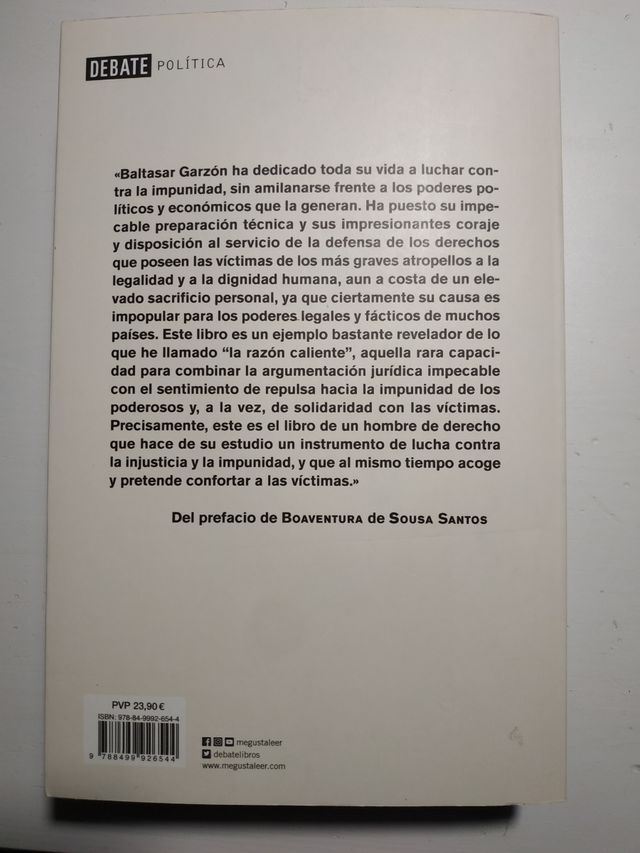 DEBATE POLÍTICA
«Baltasar Garzón ha dedicado toda su vida a luchar con-
tra la impunidad, sin amilanarse frente a los poderes po-
líticos y económicos que la generan. Ha puesto su impe-
cable preparación técnica y sus impresionantes coraje
y disposición al servicio de la defensa de los derechos
que poseen las víctimas de los más graves atropellos a la
legalidad y a la dignidad humana, aun a costa de un ele-
vado sacrificio personal, ya que ciertamente su causa es
impopular para los poderes legales y fácticos de muchos
países. Este libro es un ejemplo bastante revelador de lo
que he llamado “la razón caliente”, aquella rara capaci-
dad para combinar la argumentación jurídica impecable
con el sentimiento de repulsa hacia la impunidad de los
poderosos y, a la vez, de solidaridad con las víctimas.
Precisamente, este es el libro de un hombre de derecho
que hace de su estudio un instrumento de lucha contra
la injusticia y la impunidad, y que al mismo tiempo acoge
y pretende confortar a las víctimas.»
Del prefacio de BOAVENTURA de SOUSA SANTOS
PVP 23,90 €
ISBN: 978-84-9992-654-4
9 788499 926544
megustaleer
debatelibros
www.megustaleer.com